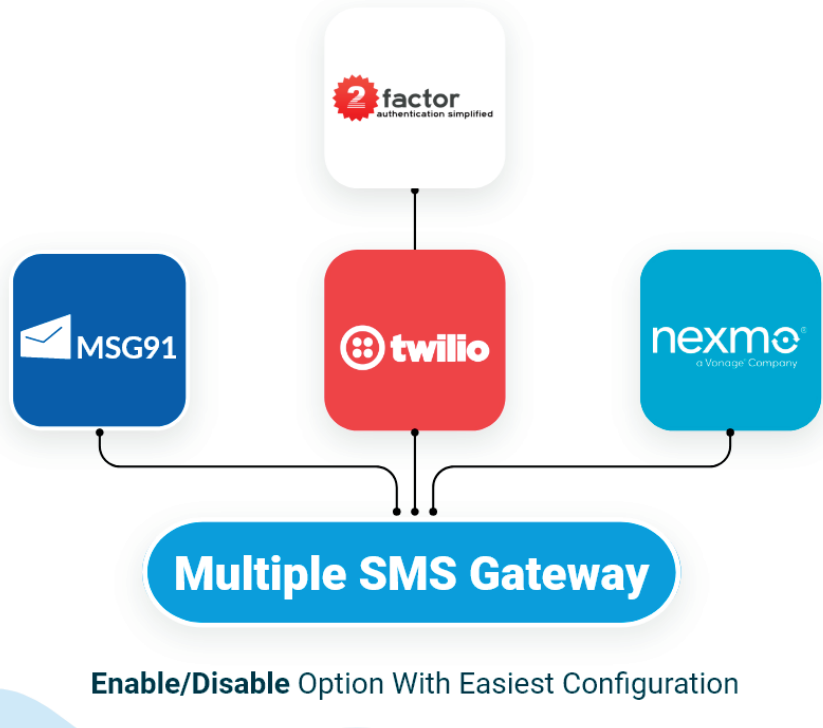 2 factor
authentication simplified
MSG91
twilio
nexmo®
a Vonage® Company
Multiple SMS Gateway
Enable/Disable Option With Easiest Configuration